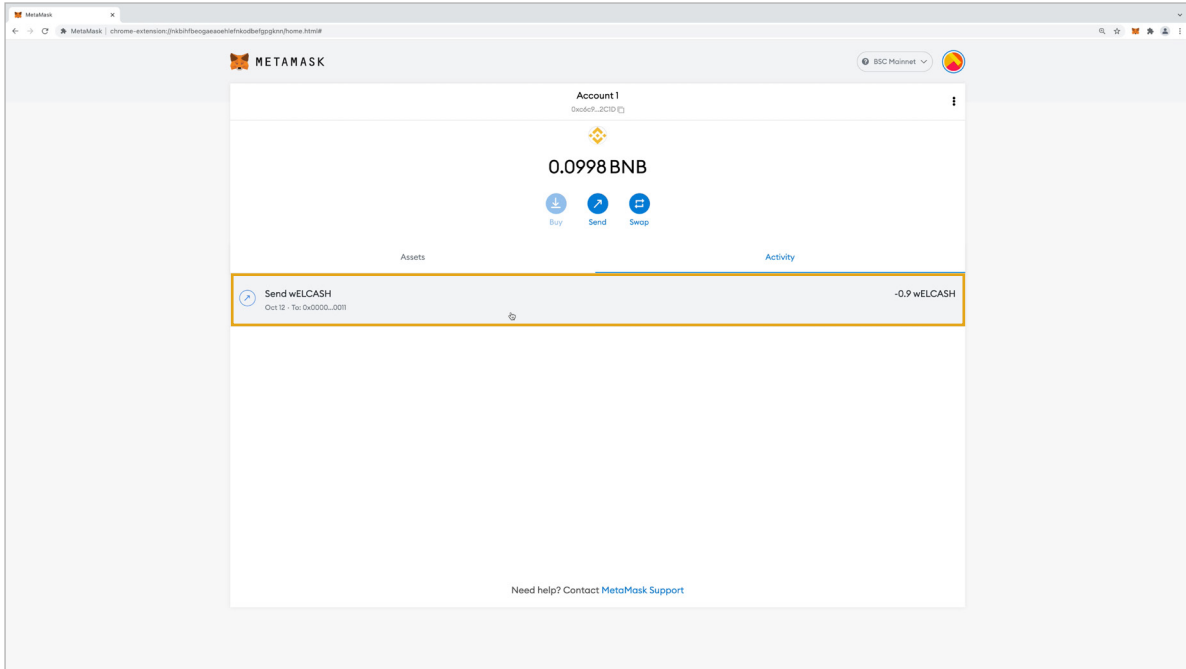 MetaMask
MetaMask | chrome-extension://nkbihfbeogaeaoehlefnkodbefgpgknn/home.html#
METAMASK
BSC Mainnet
Account 1
0xc6c9...2C1D
0.0998 BNB
Buy Send Swap
Assets Activity
Send wELCASH -0.9 wELCASH
Oct 12 · To: 0x0000...0011
Need help? Contact MetaMask Support